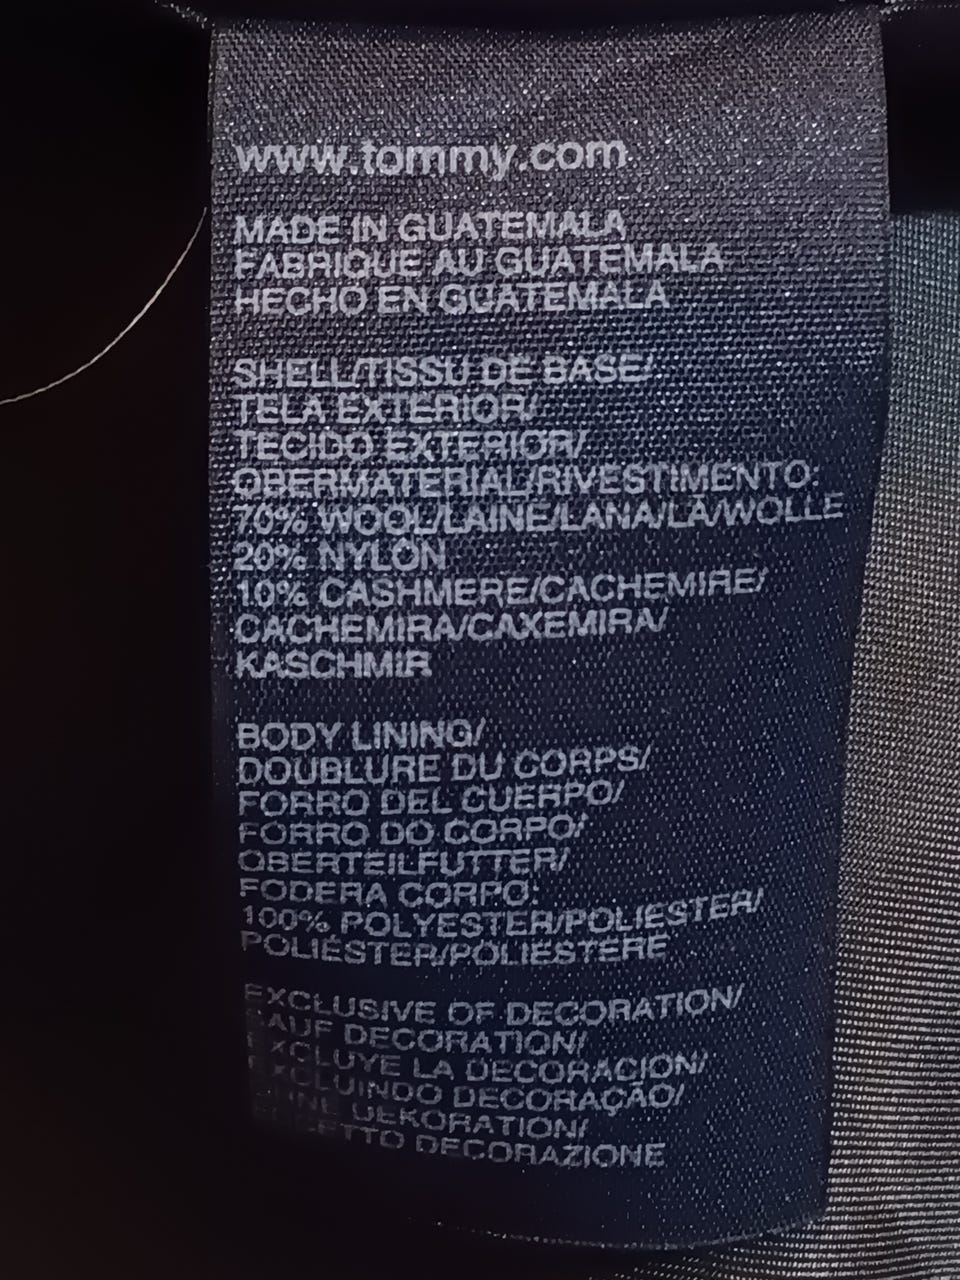 www.tommy.com
MADE IN GUATEMALA
FABRIQUE AU GUATEMALA
HECHO EN GUATEMALA
SHELL/TISSU DE BASE/
TELA EXTERIOR/
TECIDO EXTERIOR/
OBERMATERIAL/RIVESTIMENTO:
70% WOOL/LAINE/LANA/LÃ/WOLLE
20% NYLON
10% CASHMERE/CACHEMIRE/
CACHEMIRA/CAXEMIRA/
KASCHMIR
BODY LINING/
DOUBLURE DU CORPS/
FORRO DEL CUERPO/
FORRO DO CORPO/
OBERTEILFUTTER/
FODERA CORPO:
100% POLYESTER/POLIESTER/
POLIÉSTER/POLIESTERE
EXCLUSIVE OF DECORATION/
SAUF DECORATION/
EXCLUYE LA DECORACION/
EXCLUINDO DECORAÇÃO/
OHNE DEKORATION/
DECORAZIONE